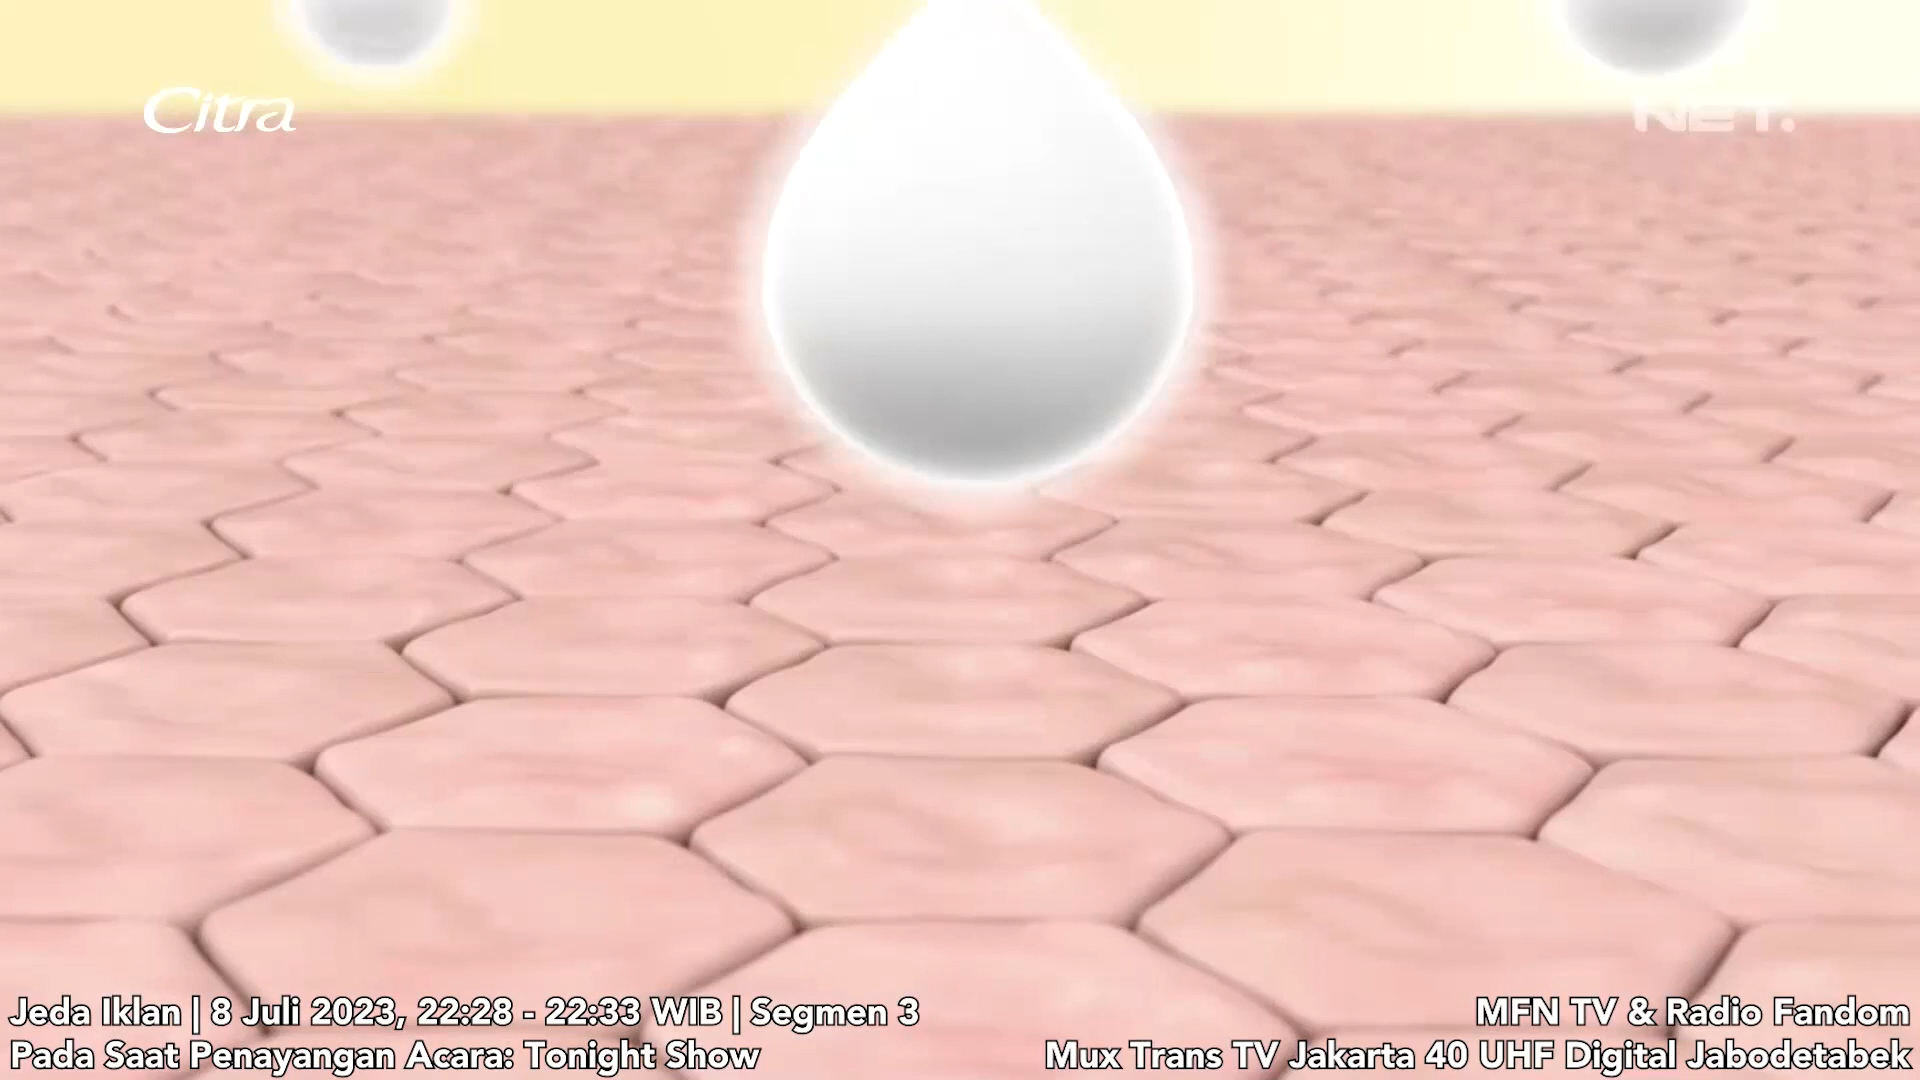 Citra
NET.
Jeda Iklan | 8 Juli 2023, 22:28 - 22:33 WIB | Segmen 3
Pada Saat Penayangan Acara: Tonight Show
MFN TV & Radio Fandom
Mux Trans TV Jakarta 40 UHF Digital Jabodetabek